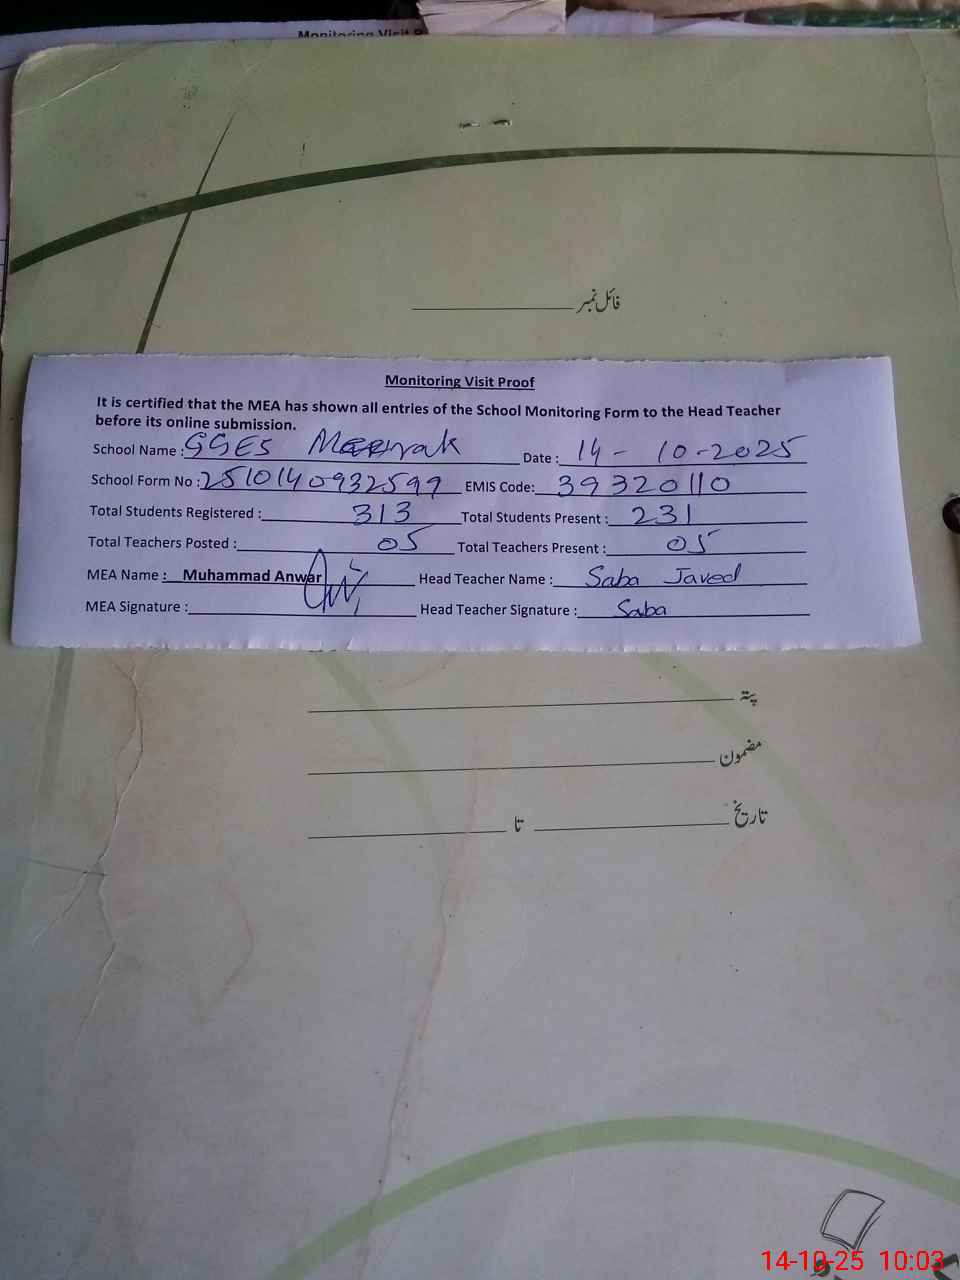 Monitoring Visit
فائل نمبر
Monitoring Visit Proof
It is certified that the MEA has shown all entries of the School Monitoring Form to the Head Teacher
before its online submission.
School Name : GGES Date : 14-10-2025
School Form No : 2510140932599 EMIS Code: 39320110
Total Students Registered : 313 Total Students Present : 231
Total Teachers Posted : 05 Total Teachers Present : 05
MEA Name : Muhammad Anwar Head Teacher Name : Saba Javed
MEA Signature : Head Teacher Signature : Saba
پتہ
مضمون
تاریخ تا
14-10-25 10:03